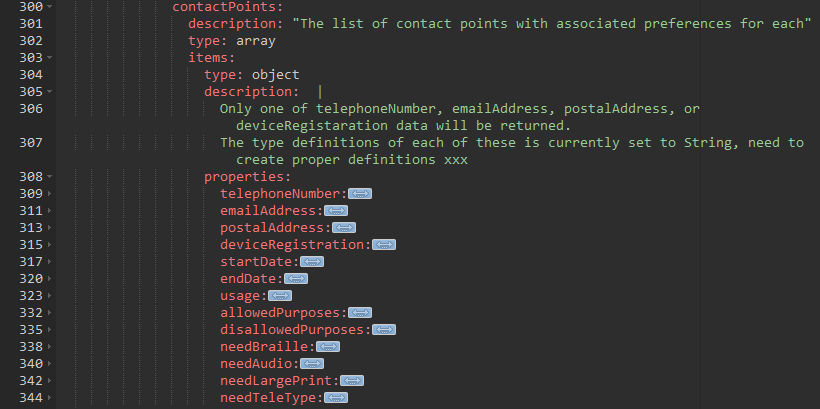 300 contactPoints:
301 description: "The list of contact points with associated preferences for each"
302 type: array
303 items:
304 type: object
305 description: |
306 Only one of telephoneNumber, emailAddress, postalAddress, or
deviceRegistaration data will be returned.
307 The type definitions of each of these is currently set to String, need to
create proper definitions xxx
308 properties:
309 telephoneNumber:
311 emailAddress:
313 postalAddress:
315 deviceRegistration:
317 startDate:
320 endDate:
323 usage:
332 allowedPurposes:
335 disallowedPurposes:
338 needBraille:
340 needAudio:
342 needLargePrint:
344 needTeleType: